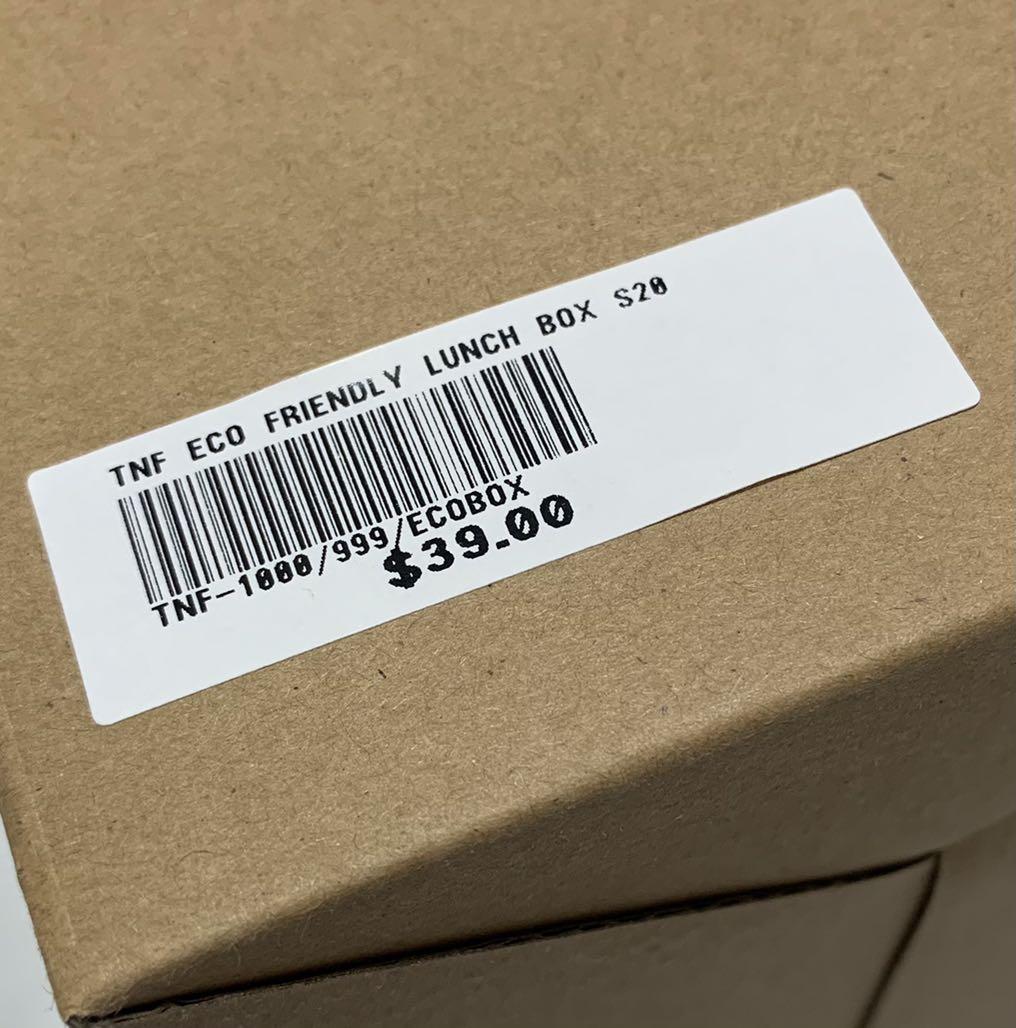 TNF ECO FRIENDLY LUNCH BOX S20
TNF-1000/999/ECOBOX
$39.00